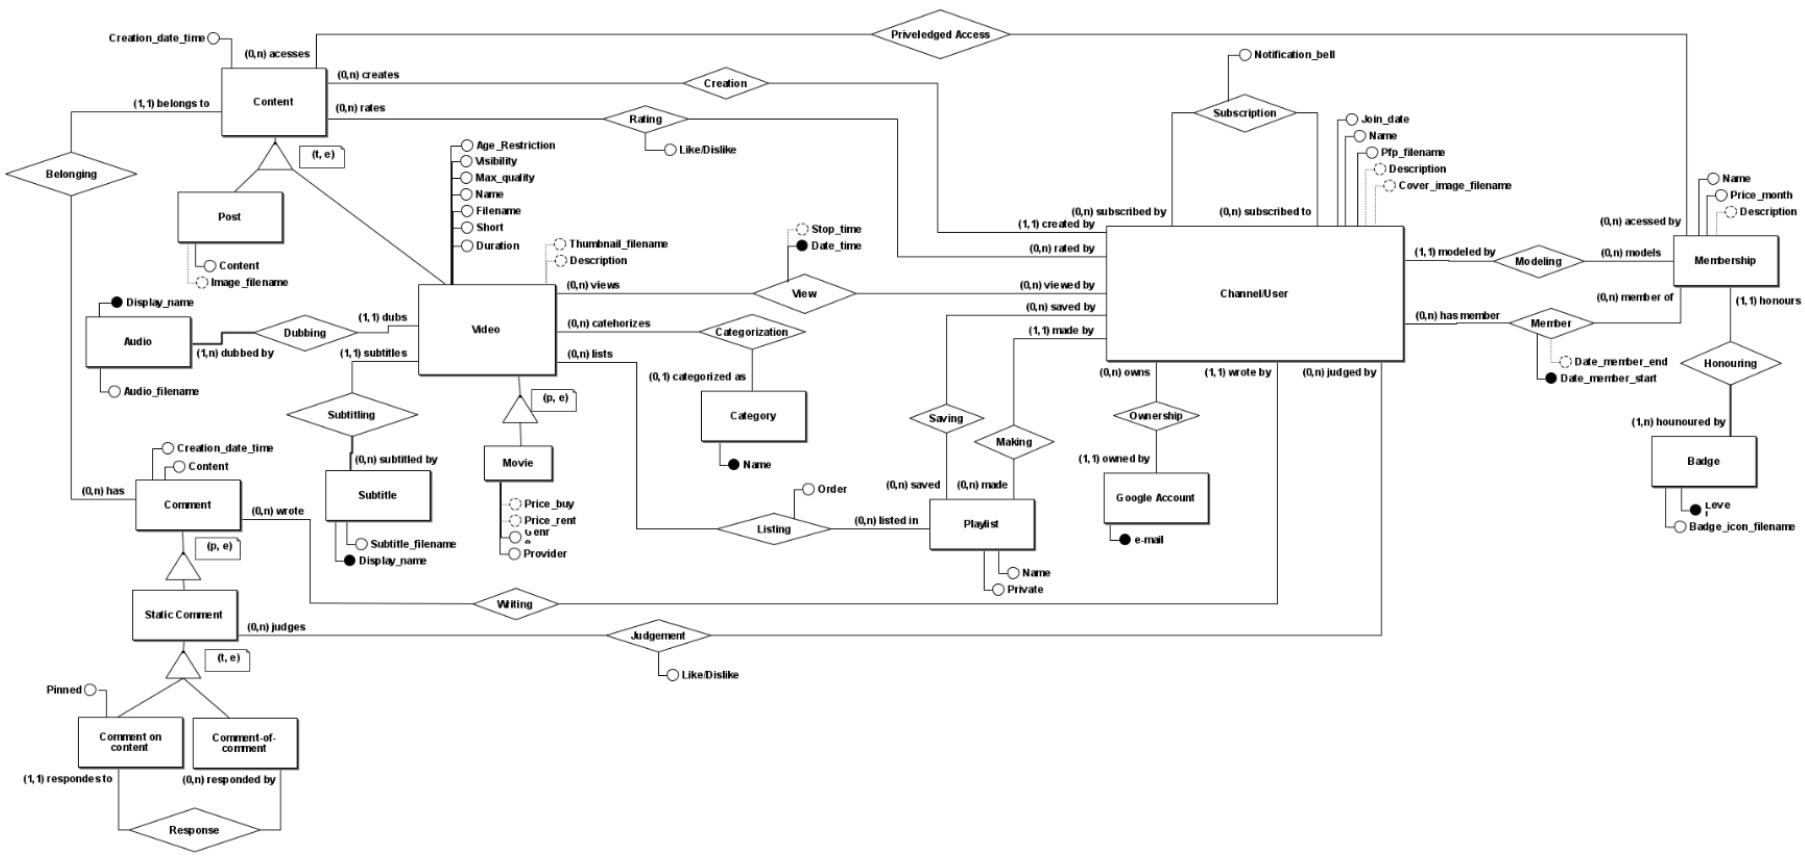 Priveledged Access
Creation_date_time
(0,n) acesses
Notification_bell
(0,n) creates
Creation
Content
(1,1) belongs to
(0,n) rates
Rating
Subscription
Join_date
Name
Pfp_filename
Description
Cover_image_filename
Like/Dislike
(t, e)
Age_Restriction
Visibility
Max_quality
Name
Filename
Short
Duration
Belonging
Name
Price_month
Description
Post
(0,n) subscribed by
(0,n) subscribed to
(1,1) created by
(0,n) acessed by
Stop_time
Date_time
Thumbnail_filename
Description
(0,n) rated by
(1,1) modeled by
Modeling
(0,n) models
Membership
Content
Image_filename
(0,n) views
View
(0,n) viewed by
Channel/User
Display_name
(0,n) saved by
(0,n) member of
(1,1) honours
(1,1) dubs
Video
(0,n) catehorizes
Categorization
(1,1) made by
(0,n) has member
Member
Audio
Dubbing
(1,n) dubbed by
(1,1) subtitles
(0,n) lists
Date_member_end
Date_member_start
Honouring
(0,1) categorized as
(0,n) owns
(1,1) wrote by
(0,n) judged by
Audio_filename
(p, e)
Subtitling
Category
Saving
Ownership
Making
(1,n) hounoured by
Creation_date_time
Content
(0,n) subtitled by
Movie
Name
(1,1) owned by
Badge
(0,n) has
Comment
Subtitle
(0,n) saved
(0,n) made
Google Account
Order
Price_buy
Price_rent
Genr
e
Provider
(0,n) wrote
Listing
(0,n) listed in
Playlist
Leve
l
Badge_icon_filename
e-mail
(p, e)
Subtitle_filename
Display_name
Name
Private
Static Comment
Writing
(0,n) judges
Judgement
(t, e)
Like/Dislike
Pinned
Comment on
content
Comment-of-
comment
(1,1) respondes to
(0,n) responded by
Response